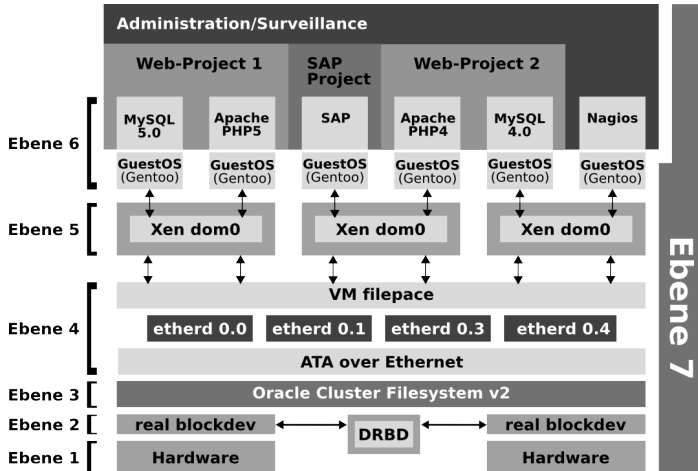 Administration/Surveillance
Web-Project 1
SAP
Project
Web-Project 2
Ebene 6
MySQL
5.0
Apache
PHP5
SAP
Apache
PHP4
MySQL
4.0
Nagios
GuestOS
(Gentoo)
GuestOS
(Gentoo)
GuestOS
(Gentoo)
GuestOS
(Gentoo)
GuestOS
(Gentoo)
GuestOS
(Gentoo)
Ebene 5
Xen dom0
Xen dom0
Xen dom0
Ebene 4
VM filepace
etherd 0.0
etherd 0.1
etherd 0.3
etherd 0.4
ATA over Ethernet
Ebene 3
Oracle Cluster Filesystem v2
Ebene 2
real blockdev
DRBD
real blockdev
Ebene 1
Hardware
Hardware
Ebene 7